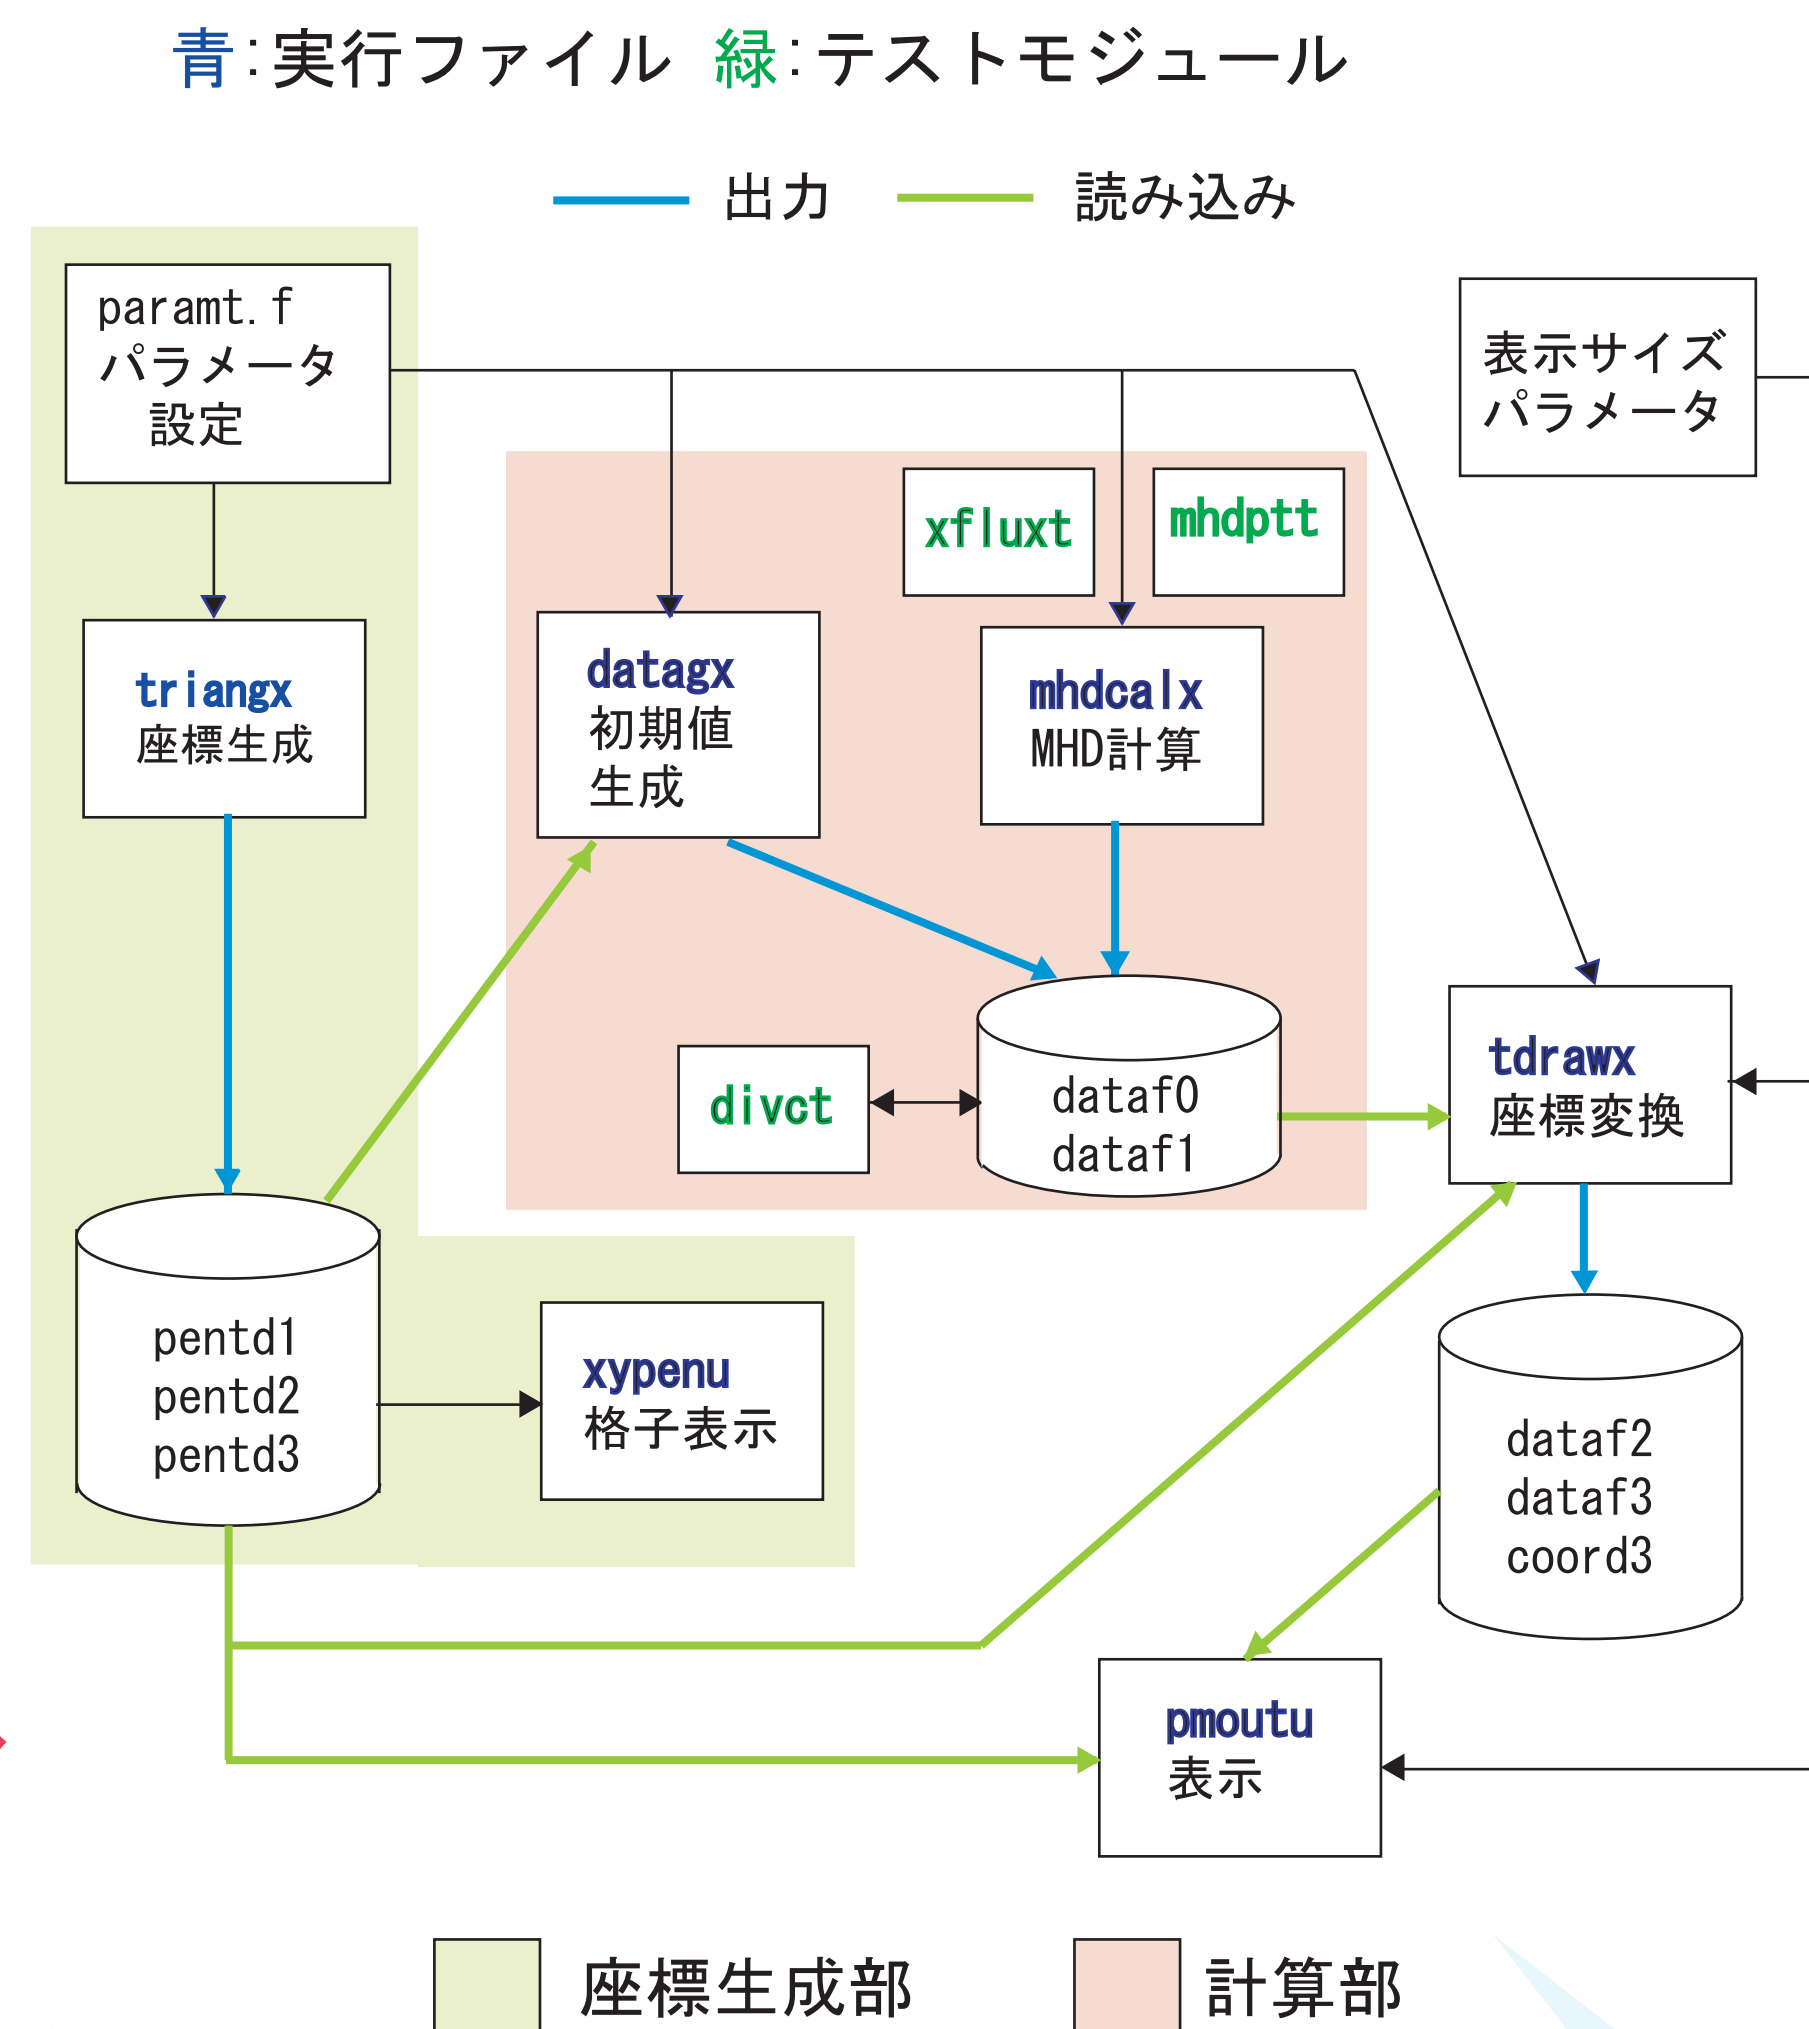 青:実行ファイル 緑:テストモジュール
出力 読み込み
paramt.f
パラメータ
設定
表示サイズ
パラメータ
xfluxt
mhdptt
triangx
座標生成
datagx
初期値
生成
mhdcalx
MHD計算
divct
dataf0
dataf1
tdrawx
座標変換
pentd1
pentd2
pentd3
xypenu
格子表示
dataf2
dataf3
coord3
pmoutu
表示
座標生成部 計算部